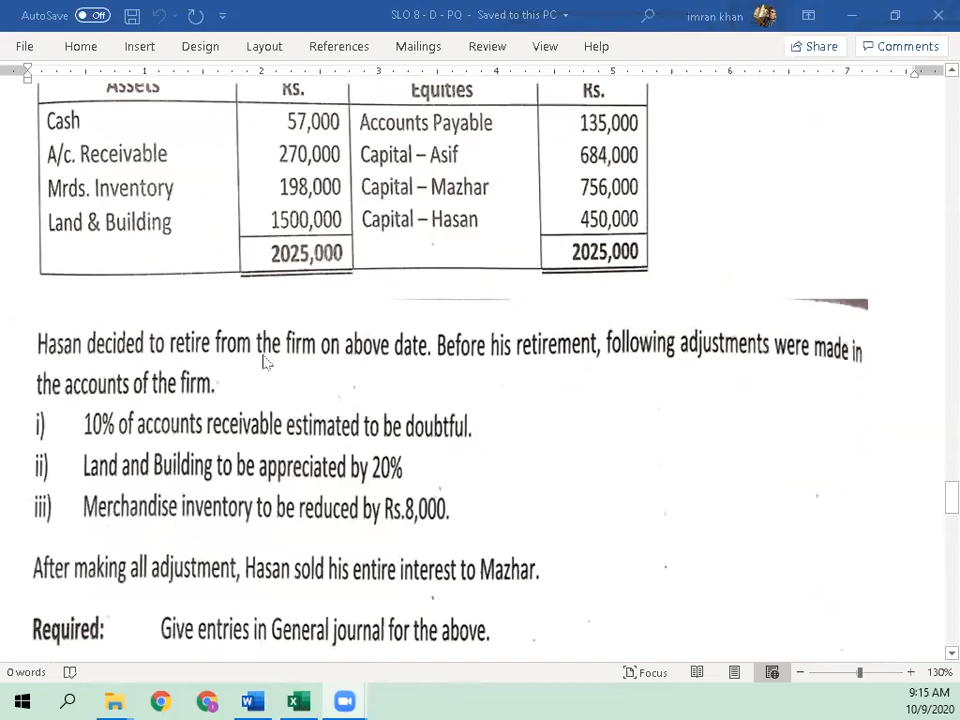 AutoSave Off SLO 8 - D - PQ - Saved to this PC imran khan
File Home Insert Design Layout References Mailings Review View Help Share Comments
1 2 3 4 5 6 7
Assets Rs. Equities Rs.
Cash 57,000 Accounts Payable 135,000
A/c. Receivable 270,000 Capital – Asif 684,000
Mrds. Inventory 198,000 Capital – Mazhar 756,000
Land & Building 1500,000 Capital – Hasan 450,000
2025,000 2025,000
Hasan decided to retire from the firm on above date. Before his retirement, following adjustments were made in
the accounts of the firm.
i) 10% of accounts receivable estimated to be doubtful.
ii) Land and Building to be appreciated by 20%
iii) Merchandise inventory to be reduced by Rs.8,000.
After making all adjustment, Hasan sold his entire interest to Mazhar.
Required: Give entries in General journal for the above.
0 words Focus 130%
9:15 AM
10/9/2020